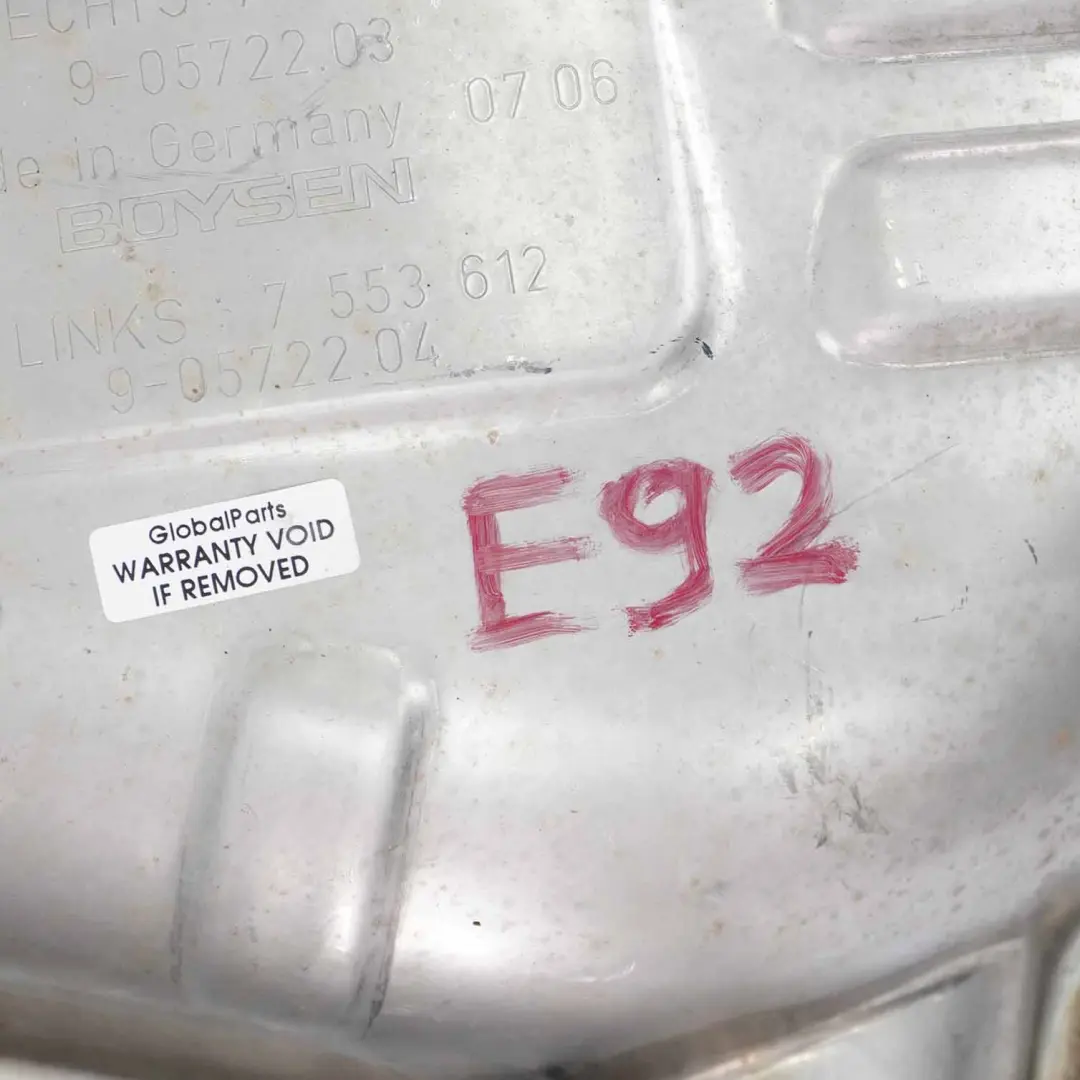 9-05722.03
in Germany 07 06
BOYSEN
LINKS : 7 553 612
9-05722.04
E92
GlobalParts
WARRANTY VOID
IF REMOVED